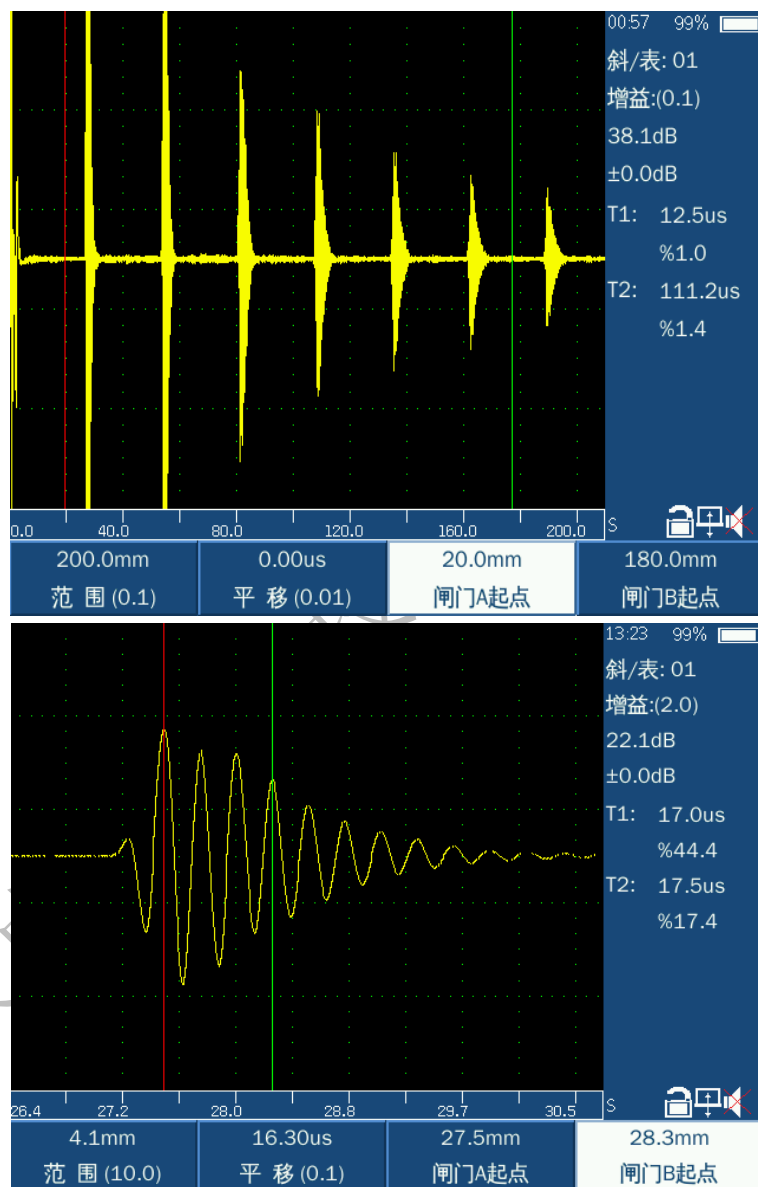 00:57 99%
斜/表: 01
增益:(0.1)
38.1dB
±0.0dB
T1: 12.5us
%1.0
T2: 111.2us
%1.4
0.0 40.0 80.0 120.0 160.0 200.0 S
200.0mm 0.00us 20.0mm 180.0mm
范 围(0.1) 平 移(0.01) 闸门A起点 闸门B起点
13:23 99%
斜/表: 01
增益:(2.0)
22.1dB
±0.0dB
T1: 17.0us
%44.4
T2: 17.5us
%17.4
26.4 27.2 28.0 28.8 29.7 30.5 S
4.1mm 16.30us 27.5mm 28.3mm
范 围(10.0) 平 移(0.1) 闸门A起点 闸门B起点